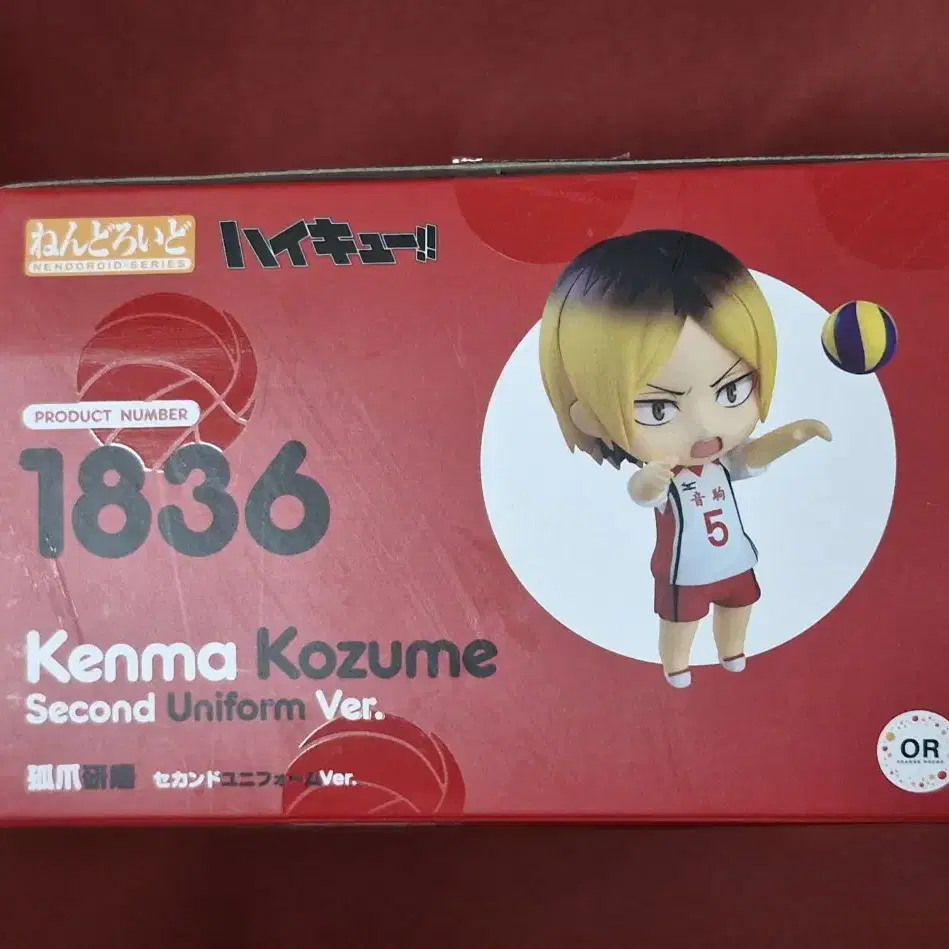 ねんどろいど
NENDOROID SERIES
ハイキュー!!
PRODUCT NUMBER
1836
音駒
5
Kenma Kozume
Second Uniform Ver.
孤爪研磨 セカンドユニフォームVer.
OR
ORANGE ROUGE